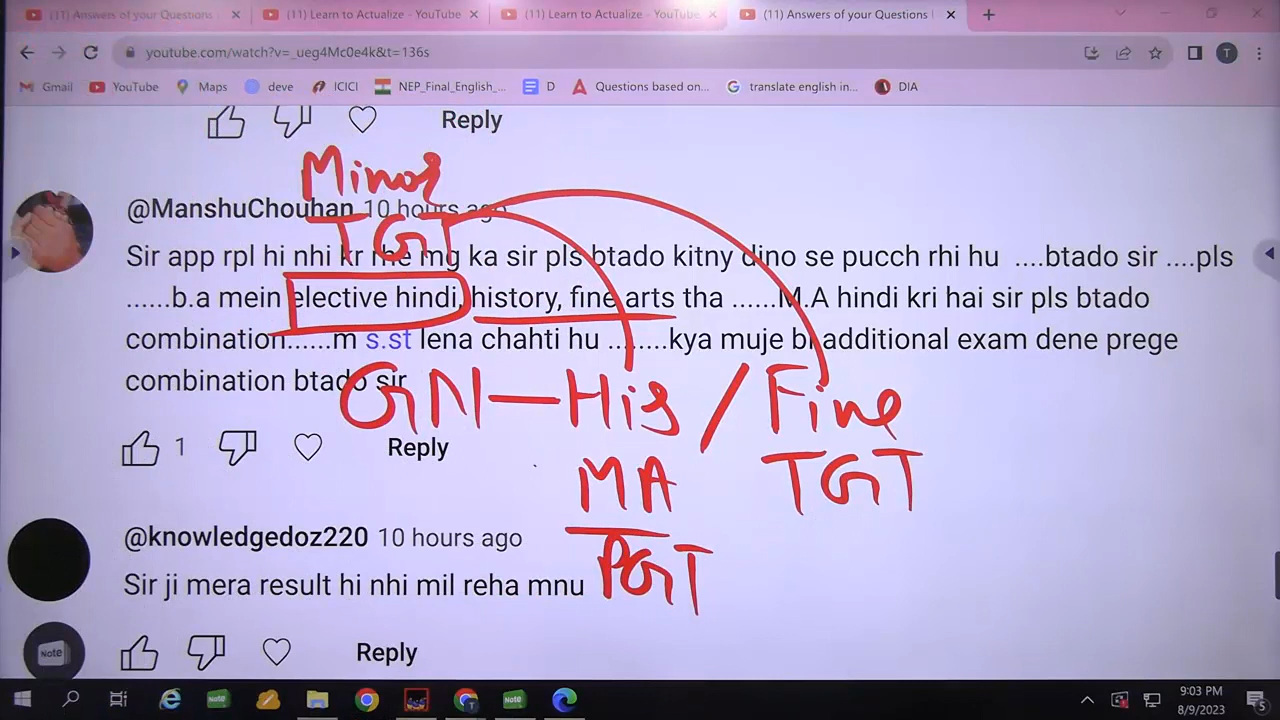 (11) Answers of your Questions
(11) Learn to Actualize - YouTube
(11) Learn to Actualize - YouTube
(11) Answers of your Questions
youtube.com/watch?v=_ueg4Mc0e4k&t=136s
T
Gmail
YouTube
Maps
deve
ICICI
NEP_Final_English_...
D
Questions based on...
translate english in...
DIA
Reply
Minor
@ManshuChouhan 10 hours ago
TGT
Sir app rpl hi nhi kr rhe mg ka sir pls btado kitny dino se pucch rhi hu ....btado sir ....pls
......b.a mein elective hindi, history, fine arts tha ......M.A hindi kri hai sir pls btado
combination......m s.st lena chahti hu ........kya muje bi additional exam dene prege
combination btado sir
GN — His / Fine
1
Reply
MA
TGT
@knowledgedoz220 10 hours ago
Sir ji mera result hi nhi mil reha mnu
PGT
Note
Reply
Note
Note
T
9:03 PM
8/9/2023
5